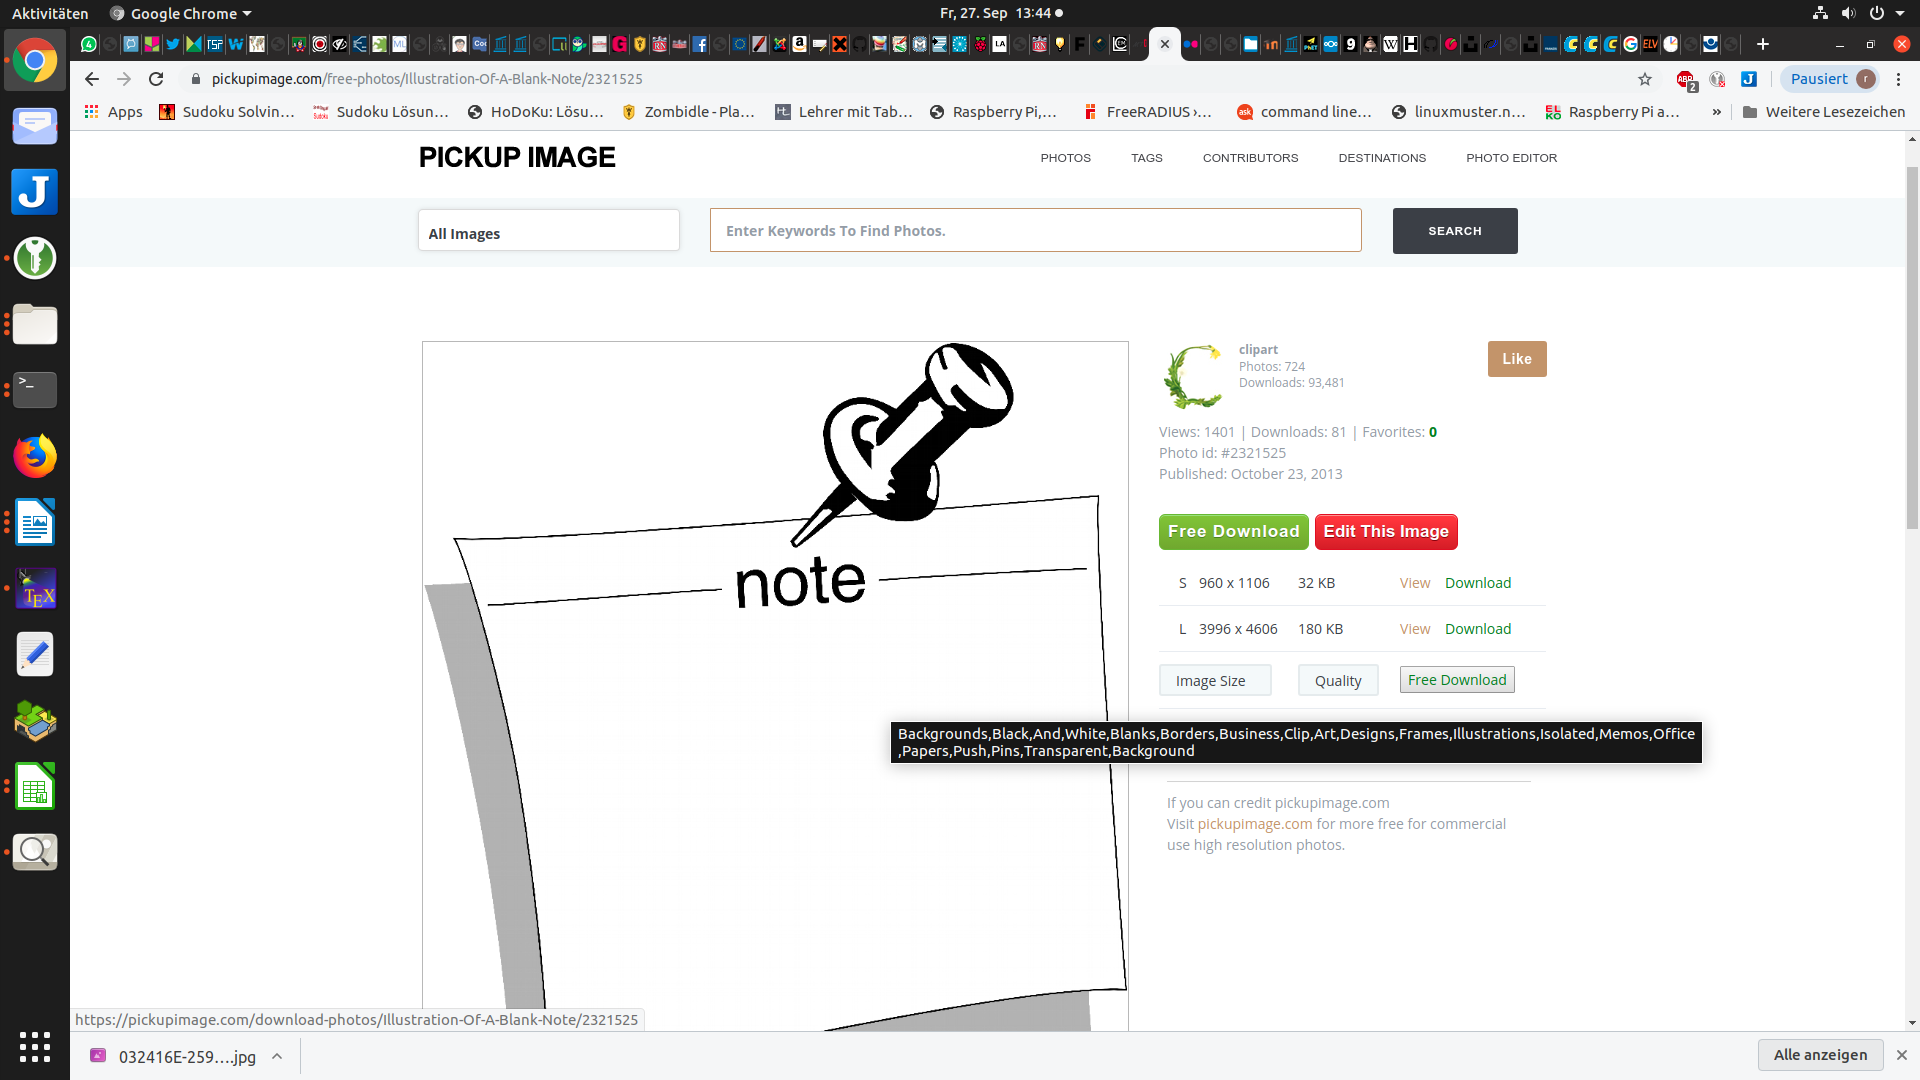 Aktivitäten
Google Chrome
Fr, 27. Sep 13:44
pickupimage.com/free-photos/Illustration-Of-A-Blank-Note/2321525
ABP
2
Pausiert
r
Apps
Sudoku Solvin…
Sudoku Lösun…
HoDoKu: Lösu…
Zombidle - Pla…
Lehrer mit Tab…
Raspberry Pi,…
FreeRADIUS ›…
command line…
linuxmuster.n…
Raspberry Pi a…
»
Weitere Lesezeichen
PICKUP IMAGE
PHOTOS
TAGS
CONTRIBUTORS
DESTINATIONS
PHOTO EDITOR
All Images
Enter Keywords To Find Photos.
SEARCH
note
clipart
Photos: 724
Downloads: 93,481
Like
Views: 1401 | Downloads: 81 | Favorites: 0
Photo id: #2321525
Published: October 23, 2013
Free Download
Edit This Image
S 960 x 1106 32 KB View Download
L 3996 x 4606 180 KB View Download
Image Size
Quality
Free Download
Backgrounds,Black,And,White,Blanks,Borders,Business,Clip,Art,Designs,Frames,Illustrations,Isolated,Memos,Office
,Papers,Push,Pins,Transparent,Background
If you can credit pickupimage.com
Visit pickupimage.com for more free for commercial
use high resolution photos.
https://pickupimage.com/download-photos/Illustration-Of-A-Blank-Note/2321525
032416E-259….jpg
Alle anzeigen